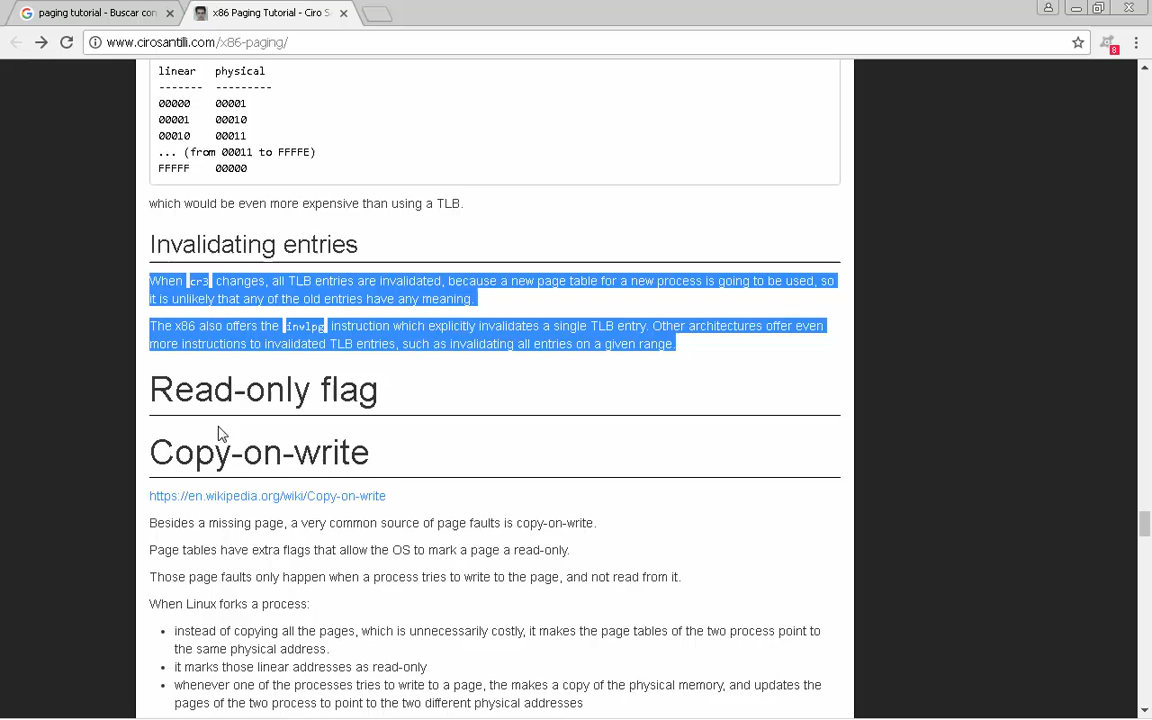 paging tutorial - Buscar con
x86 Paging Tutorial - Ciro S
www.cirosantilli.com/x86-paging/
8
linear physical
------- ---------
00000 00001
00001 00010
00010 00011
... (from 00011 to FFFFE)
FFFFF 00000
which would be even more expensive than using a TLB.
Invalidating entries
When cr3 changes, all TLB entries are invalidated, because a new page table for a new process is going to be used, so
it is unlikely that any of the old entries have any meaning.
The x86 also offers the invlpg instruction which explicitly invalidates a single TLB entry. Other architectures offer even
more instructions to invalidated TLB entries, such as invalidating all entries on a given range.
Read-only flag
Copy-on-write
https://en.wikipedia.org/wiki/Copy-on-write
Besides a missing page, a very common source of page faults is copy-on-write.
Page tables have extra flags that allow the OS to mark a page a read-only.
Those page faults only happen when a process tries to write to the page, and not read from it.
When Linux forks a process:
• instead of copying all the pages, which is unnecessarily costly, it makes the page tables of the two process point to
the same physical address.
• it marks those linear addresses as read-only
• whenever one of the processes tries to write to a page, the makes a copy of the physical memory, and updates the
pages of the two process to point to the two different physical addresses